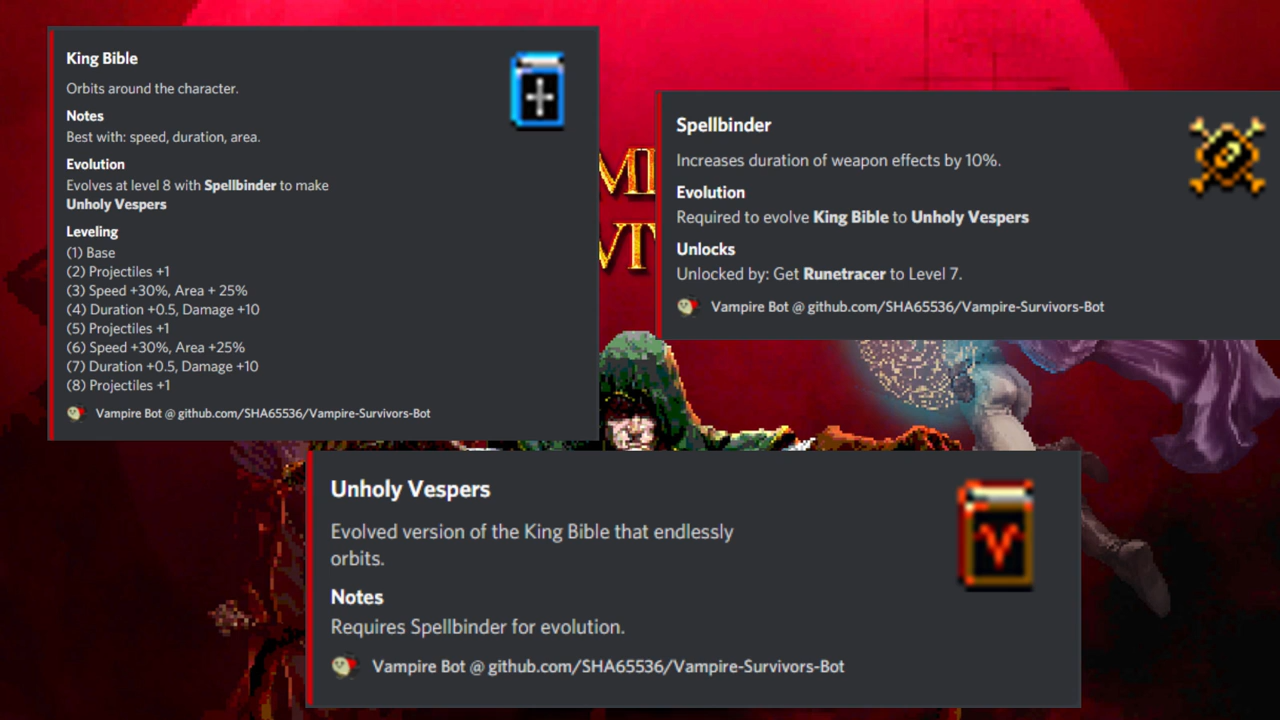 King Bible
Orbits around the character.
Notes
Best with: speed, duration, area.
Evolution
Evolves at level 8 with Spellbinder to make
Unholy Vespers
Leveling
(1) Base
(2) Projectiles +1
(3) Speed +30%, Area + 25%
(4) Duration +0.5, Damage +10
(5) Projectiles +1
(6) Speed +30%, Area +25%
(7) Duration +0.5, Damage +10
(8) Projectiles +1
Vampire Bot @ github.com/SHA65536/Vampire-Survivors-Bot
Spellbinder
Increases duration of weapon effects by 10%.
Evolution
Required to evolve King Bible to Unholy Vespers
Unlocks
Unlocked by: Get Runetracer to Level 7.
Vampire Bot @ github.com/SHA65536/Vampire-Survivors-Bot
Unholy Vespers
Evolved version of the King Bible that endlessly
orbits.
Notes
Requires Spellbinder for evolution.
Vampire Bot @ github.com/SHA65536/Vampire-Survivors-Bot